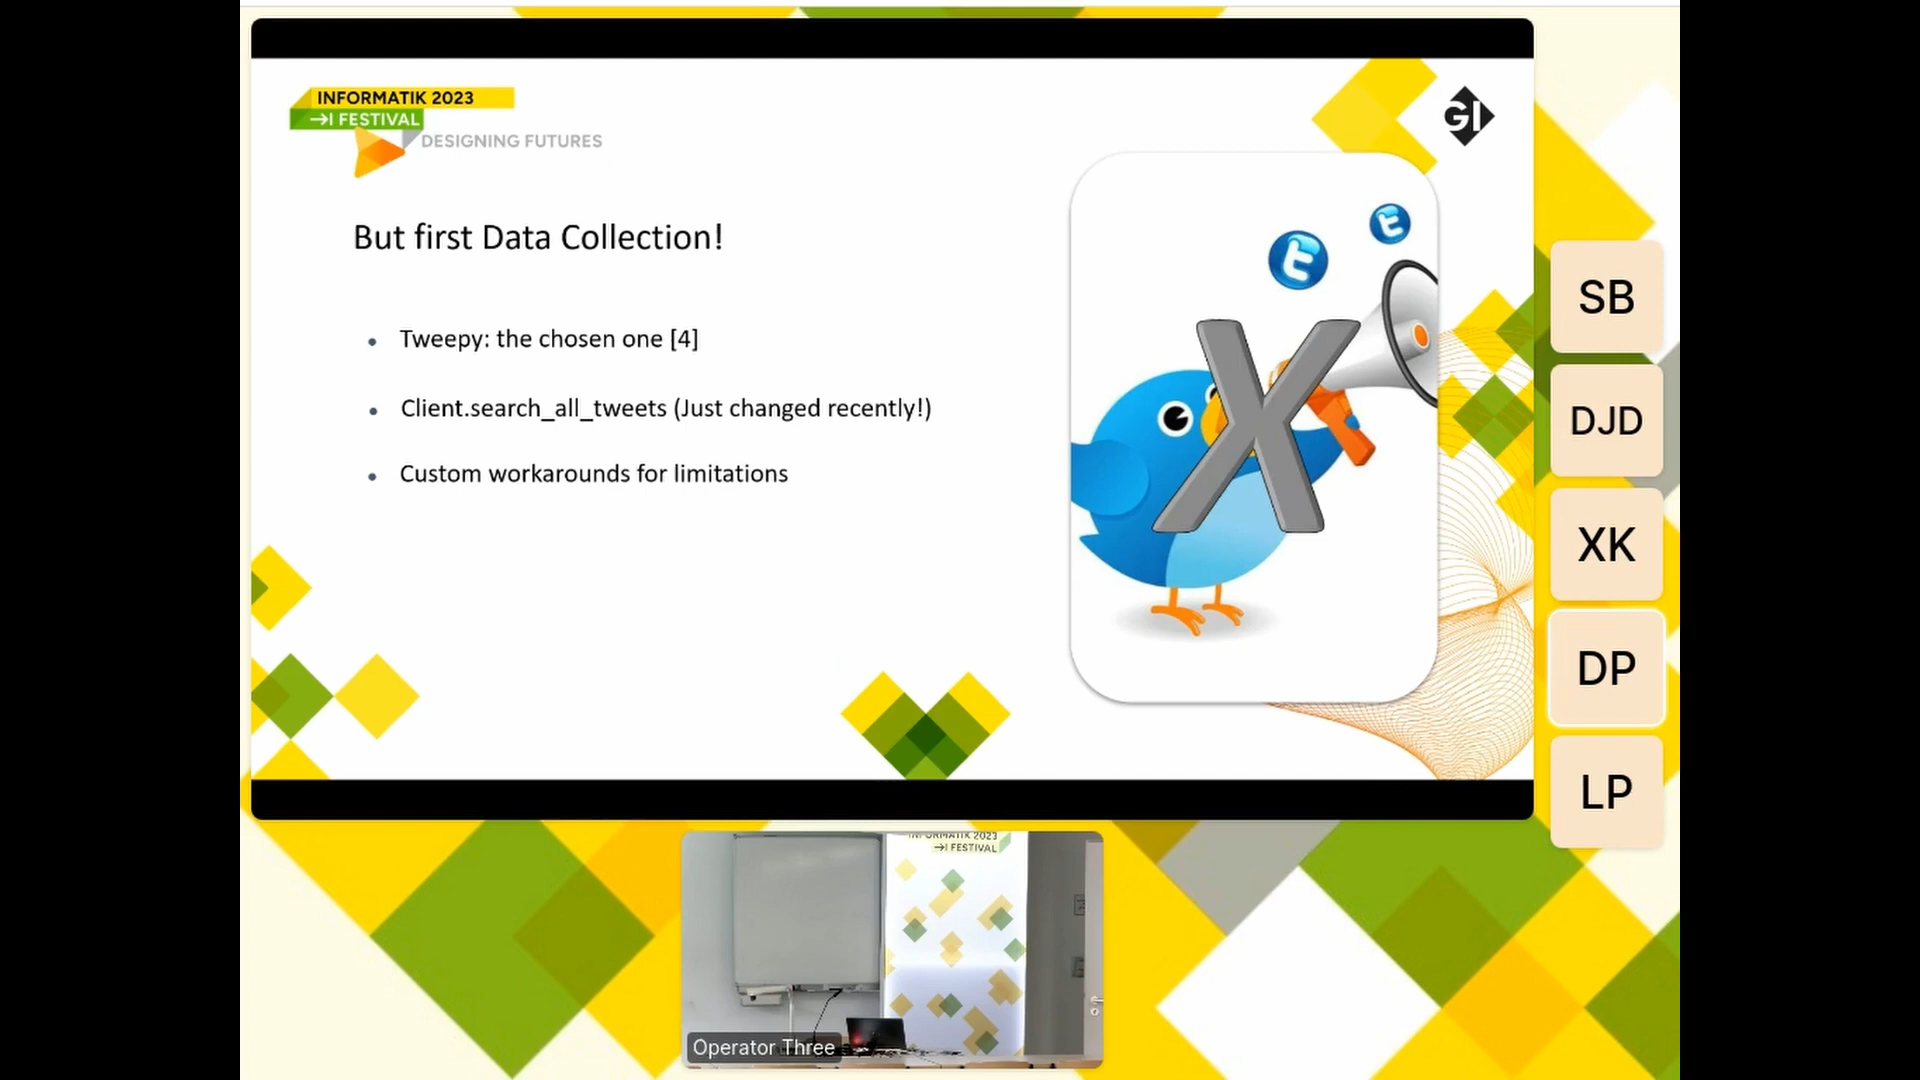 INFORMATIK 2023
I FESTIVAL
DESIGNING FUTURES
GI
But first Data Collection!
Tweepy: the chosen one [4]
Client.search_all_tweets (Just changed recently!)
Custom workarounds for limitations
t
t
X
SB
DJD
XK
DP
LP
INFORMATIK 2023
I FESTIVAL
Operator Three